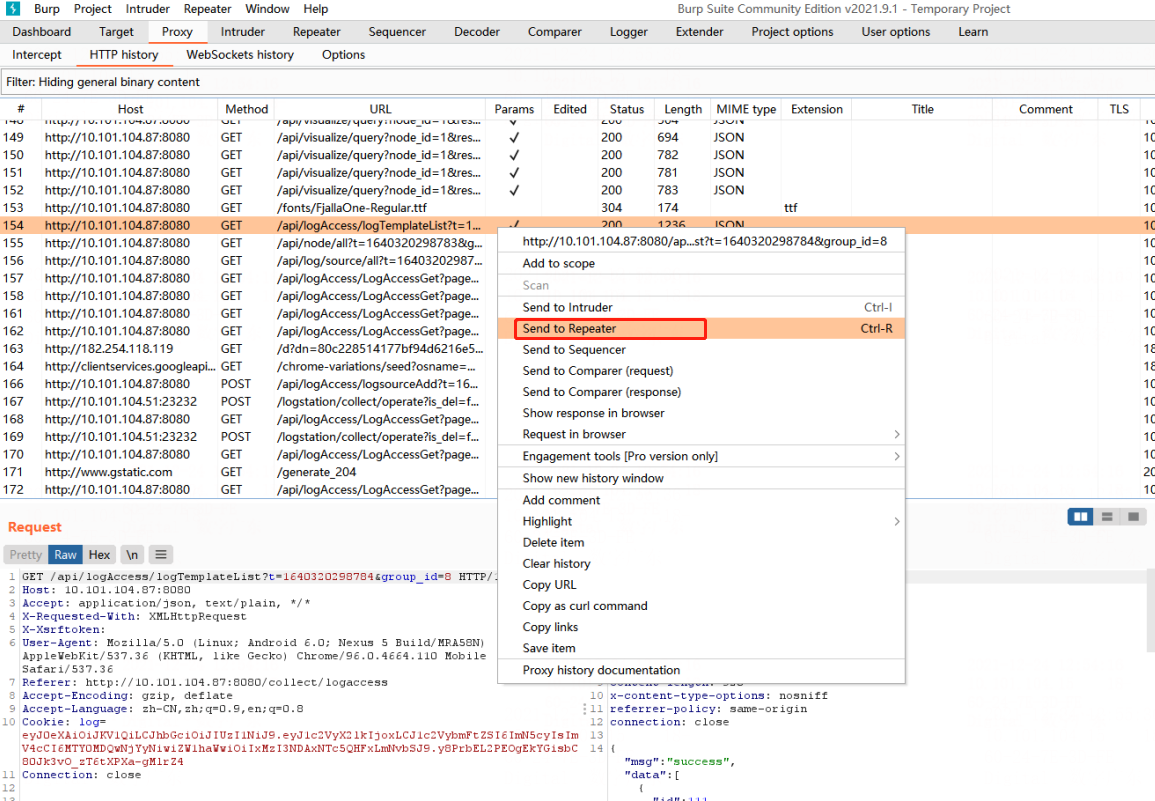 Burp Project Intruder Repeater Window Help Burp Suite Community Edition v2021.9.1 - Temporary Project
Dashboard Target Proxy Intruder Repeater Sequencer Decoder Comparer Logger Extender Project options User options Learn
Intercept HTTP history WebSockets history Options
Filter: Hiding general binary content
# Host Method URL Params Edited Status Length MIME type Extension Title Comment TLS
148 http://10.101.104.87:8080 GET /api/visualize/query?node_id=1&res... ✓ 200 JSON 10
149 http://10.101.104.87:8080 GET /api/visualize/query?node_id=1&res... ✓ 200 694 JSON 10
150 http://10.101.104.87:8080 GET /api/visualize/query?node_id=1&res... ✓ 200 782 JSON 10
151 http://10.101.104.87:8080 GET /api/visualize/query?node_id=1&res... ✓ 200 781 JSON 10
152 http://10.101.104.87:8080 GET /api/visualize/query?node_id=1&res... ✓ 200 783 JSON 10
153 http://10.101.104.87:8080 GET /fonts/FjallaOne-Regular.ttf 304 174 ttf 10
154 http://10.101.104.87:8080 GET /api/logAccess/logTemplateList?t=1... ✓ 200 1236 JSON 10
155 http://10.101.104.87:8080 GET /api/node/all?t=1640320298783&g... 10
156 http://10.101.104.87:8080 GET /api/log/source/all?t=16403202987... 10
157 http://10.101.104.87:8080 GET /api/logAccess/LogAccessGet?page... 10
158 http://10.101.104.87:8080 GET /api/logAccess/LogAccessGet?page... 10
161 http://10.101.104.87:8080 GET /api/logAccess/LogAccessGet?page... 10
162 http://10.101.104.87:8080 GET /api/logAccess/LogAccessGet?page... 10
163 http://182.254.118.119 GET /d?dn=80c228514177bf94d6216e5... 18
164 http://clientservices.googleapi... GET /chrome-variations/seed?osname=... 18
166 http://10.101.104.87:8080 POST /api/logAccess/logsourceAdd?t=16... 10
167 http://10.101.104.51:23232 POST /logstation/collect/operate?is_del=f... 10
168 http://10.101.104.87:8080 GET /api/logAccess/LogAccessGet?page... 10
169 http://10.101.104.51:23232 POST /logstation/collect/operate?is_del=f... 10
170 http://10.101.104.87:8080 GET /api/logAccess/LogAccessGet?page... 10
171 http://www.gstatic.com GET /generate_204 20
172 http://10.101.104.87:8080 GET /api/logAccess/LogAccessGet?page... 10
http://10.101.104.87:8080/ap...st?t=1640320298784&group_id=8
Add to scope
Scan
Send to Intruder Ctrl-I
Send to Repeater Ctrl-R
Send to Sequencer
Send to Comparer (request)
Send to Comparer (response)
Show response in browser
Request in browser
Engagement tools [Pro version only]
Show new history window
Add comment
Highlight
Delete item
Clear history
Copy URL
Copy as curl command
Copy links
Save item
Proxy history documentation
Request
Pretty Raw Hex \n
1 GET /api/logAccess/logTemplateList?t=1640320298784&group_id=8 HTTP/1
2 Host: 10.101.104.87:8080
3 Accept: application/json, text/plain, */*
4 X-Requested-With: XMLHttpRequest
5 X-Xsrftoken:
6 User-Agent: Mozilla/5.0 (Linux; Android 6.0; Nexus 5 Build/MRA58N)
AppleWebKit/537.36 (KHTML, like Gecko) Chrome/96.0.4664.110 Mobile
Safari/537.36
7 Referer: http://10.101.104.87:8080/collect/logaccess
8 Accept-Encoding: gzip, deflate
9 Accept-Language: zh-CN,zh;q=0.9,en;q=0.8
10 Cookie: log=
11 Connection: close
12
13
10 x-content-type-options: nosniff
11 referrer-policy: same-origin
12 connection: close
13
14 {
"msg":"success",
"data":[
{
"id":111,